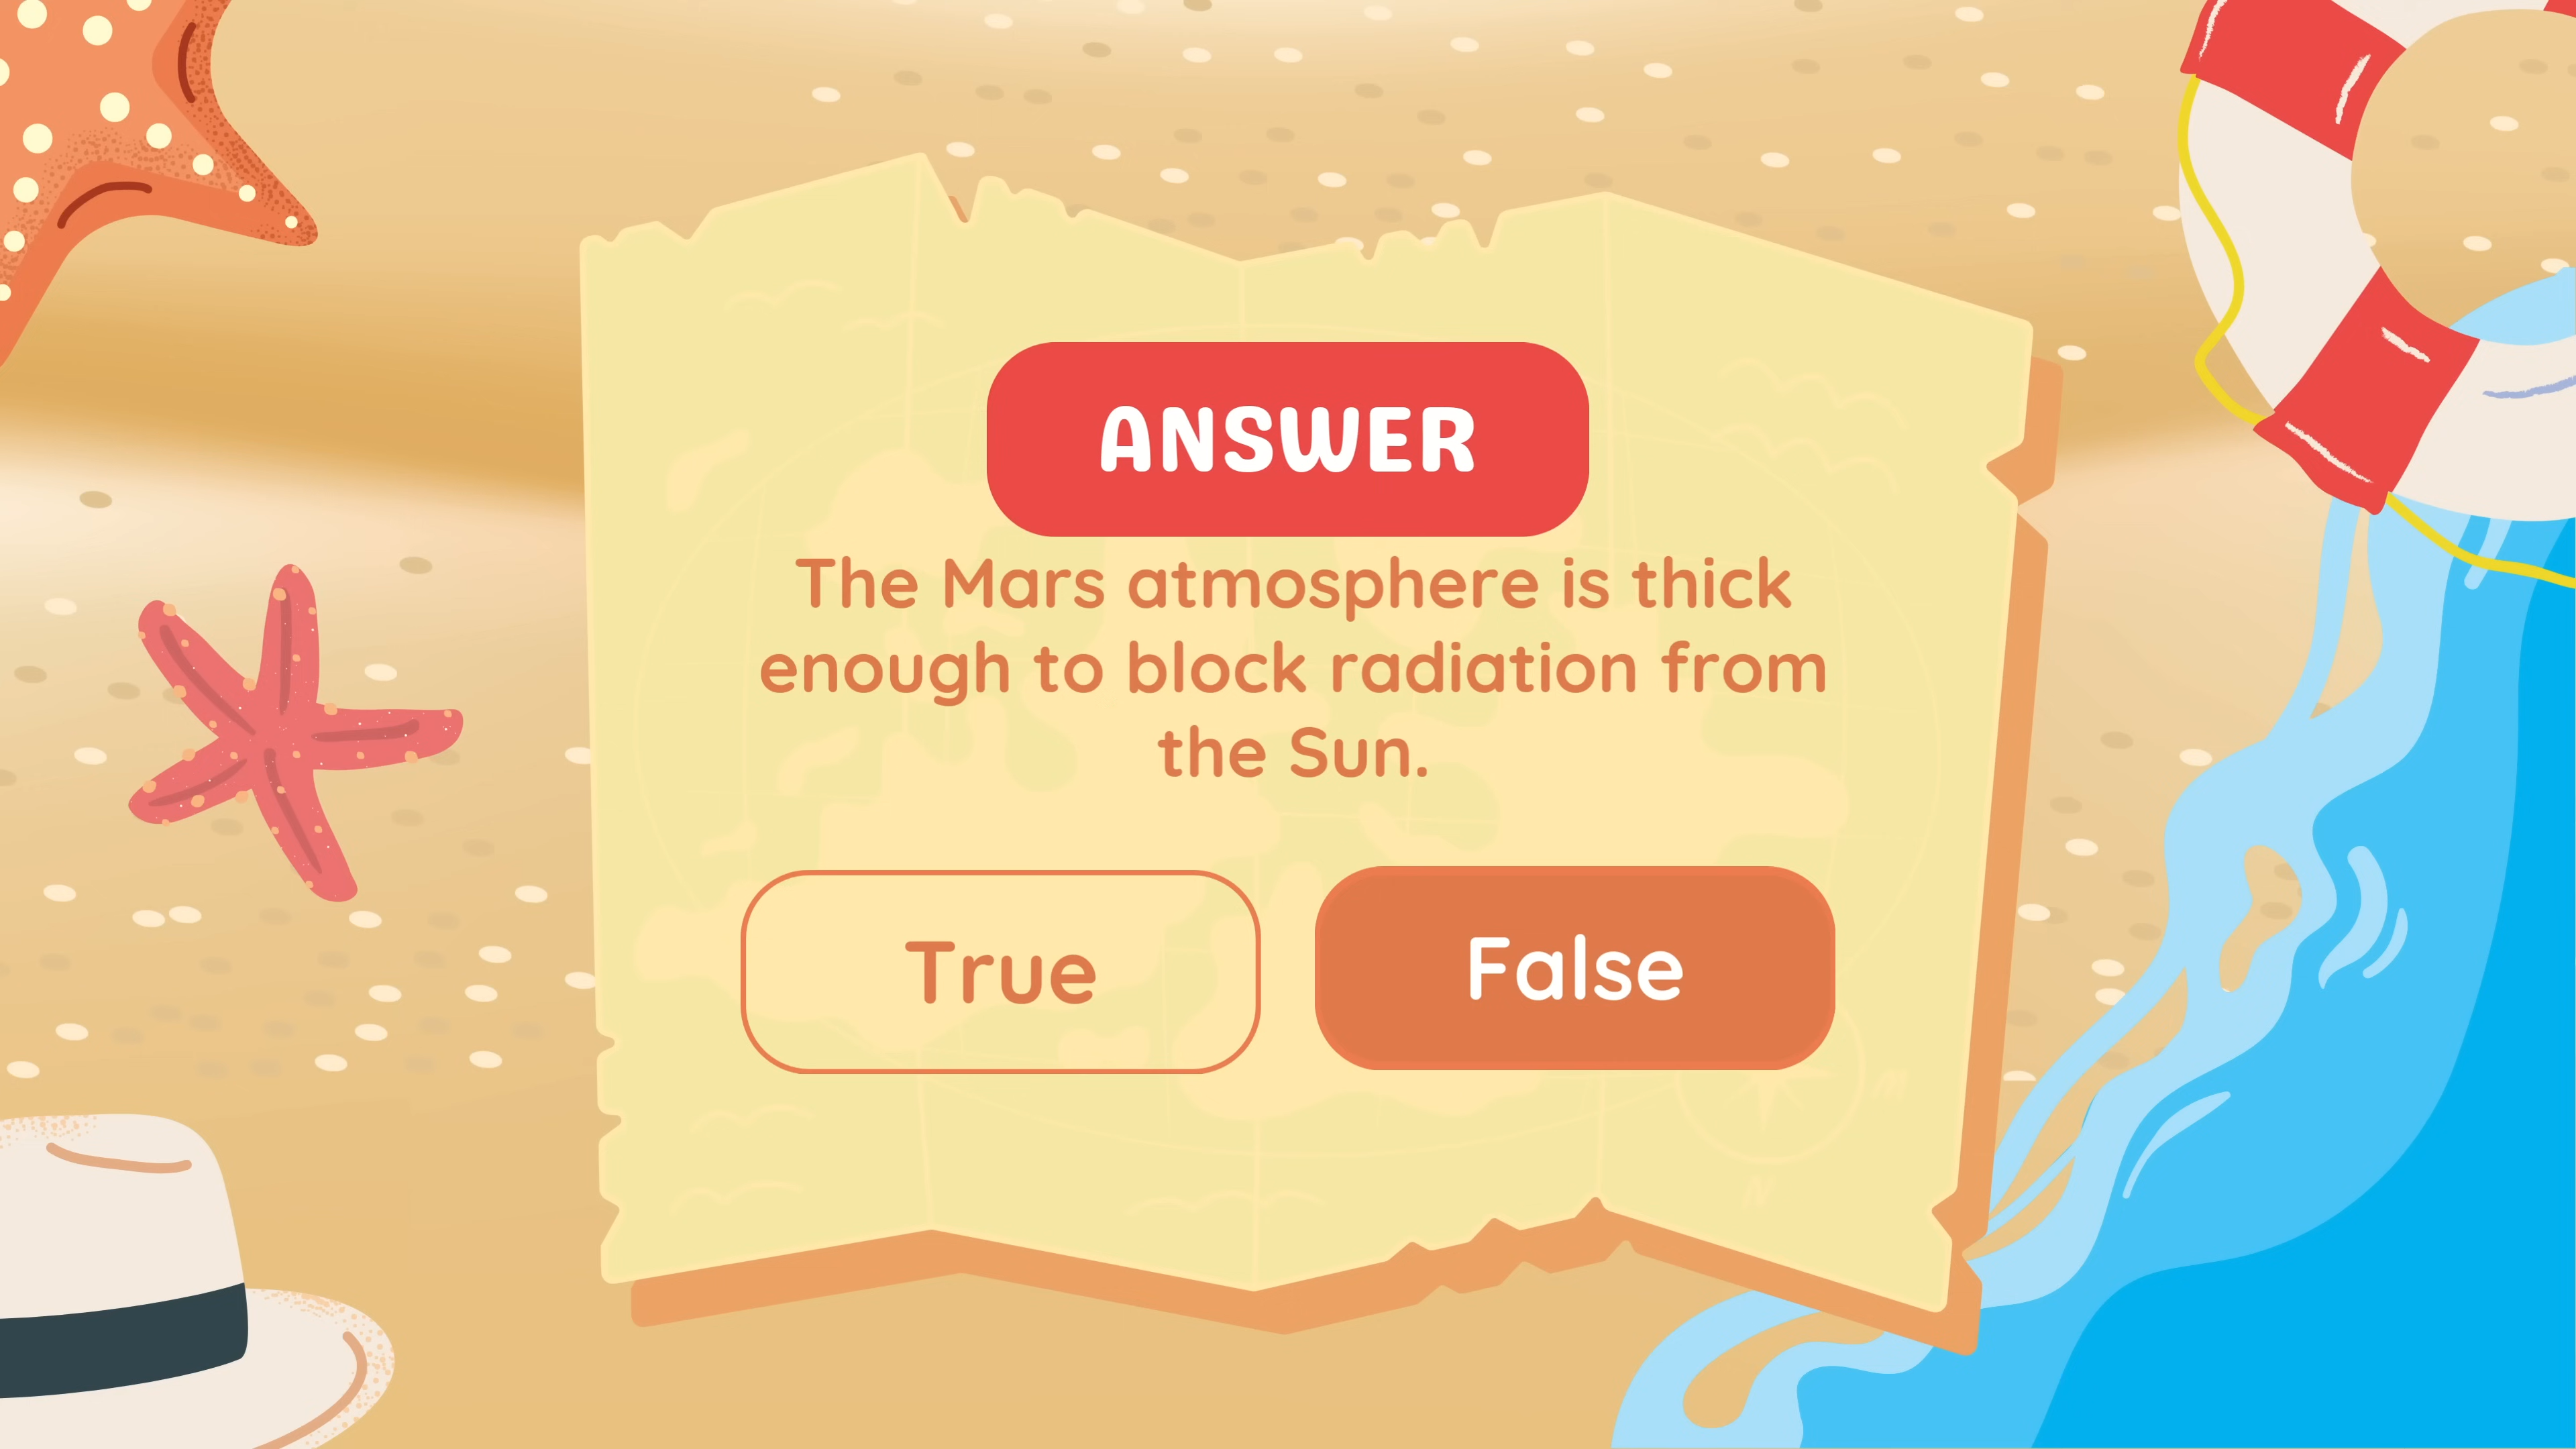 ANSWER
The Mars atmosphere is thick
enough to block radiation from
the Sun.
True
False